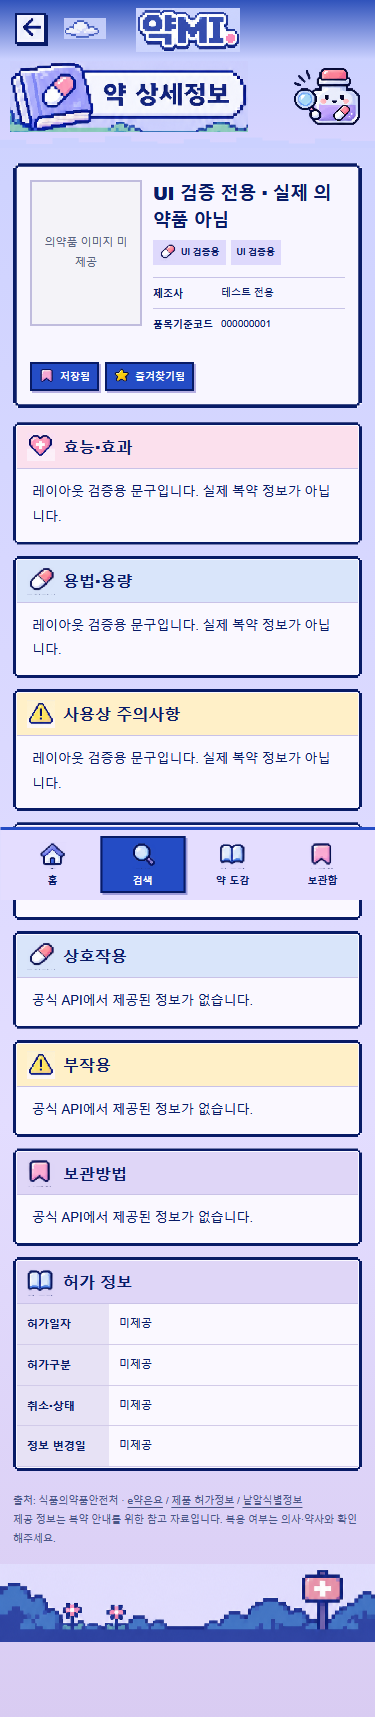 약MI.
약 상세정보
의약품 이미지 미
제공
UI 검증 전용 · 실제 의
약품 아님
UI 검증용
UI 검증용
제조사 테스트 전용
품목기준코드 000000001
저장됨
즐겨찾기됨
효능·효과
레이아웃 검증용 문구입니다. 실제 복약 정보가 아닙
니다.
용법·용량
레이아웃 검증용 문구입니다. 실제 복약 정보가 아닙
니다.
사용상 주의사항
레이아웃 검증용 문구입니다. 실제 복약 정보가 아닙
니다.
홈
검색
약 도감
보관함
상호작용
공식 API에서 제공된 정보가 없습니다.
부작용
공식 API에서 제공된 정보가 없습니다.
보관방법
공식 API에서 제공된 정보가 없습니다.
허가 정보
허가일자 미제공
허가구분 미제공
취소·상태 미제공
정보 변경일 미제공
출처: 식품의약품안전처 · e약은요 / 제품 허가정보 / 낱알식별정보
제공 정보는 복약 안내를 위한 참고 자료입니다. 복용 여부는 의사·약사와 확인
해주세요.